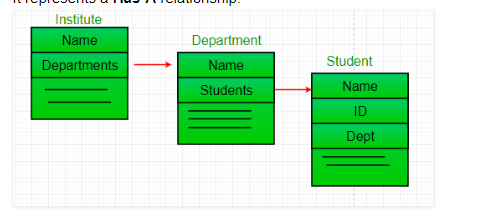 It represents a Has-A relationship.
Institute
Name
Departments
Department
Name
Students
Student
Name
ID
Dept